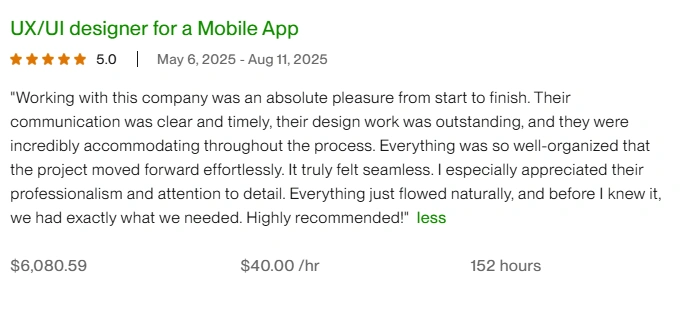 UX/UI designer for a Mobile App
5.0 | May 6, 2025 - Aug 11, 2025
"Working with this company was an absolute pleasure from start to finish. Their
communication was clear and timely, their design work was outstanding, and they were
incredibly accommodating throughout the process. Everything was so well-organized that
the project moved forward effortlessly. It truly felt seamless. I especially appreciated their
professionalism and attention to detail. Everything just flowed naturally, and before I knew it,
we had exactly what we needed. Highly recommended!" less
$6,080.59 $40.00 /hr 152 hours